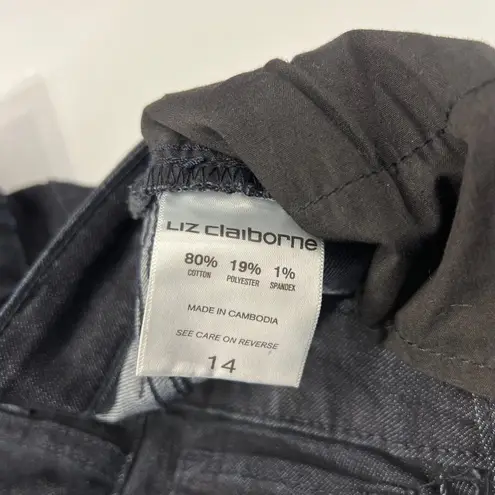 Liz claiborne
80% 19% 1%
COTTON POLYESTER SPANDEX
MADE IN CAMBODIA
SEE CARE ON REVERSE
14